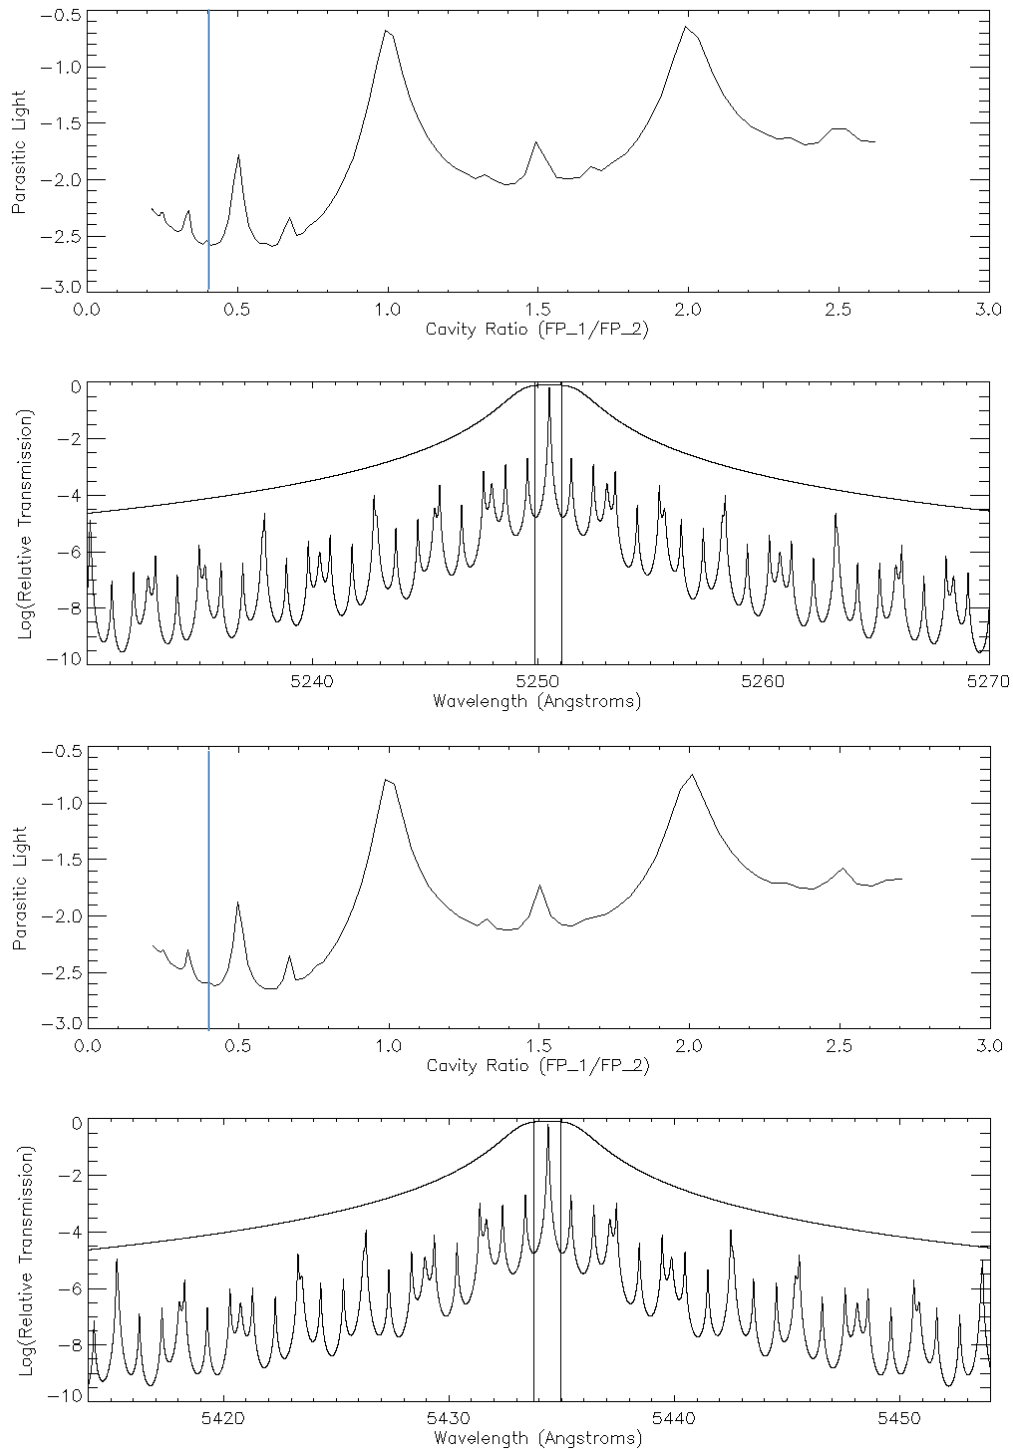 -0.5
-1.0
-1.5
-2.0
-2.5
-3.0
Parasitic Light
0.0 0.5 1.0 1.5 2.0 2.5 3.0
Cavity Ratio (FP_1/FP_2)
0
-2
-4
-6
-8
-10
Log(Relative Transmission)
5240 5250 5260 5270
Wavelength (Angstroms)
-0.5
-1.0
-1.5
-2.0
-2.5
-3.0
Parasitic Light
0.0 0.5 1.0 1.5 2.0 2.5 3.0
Cavity Ratio (FP_1/FP_2)
0
-2
-4
-6
-8
-10
Log(Relative Transmission)
5420 5430 5440 5450
Wavelength (Angstroms)